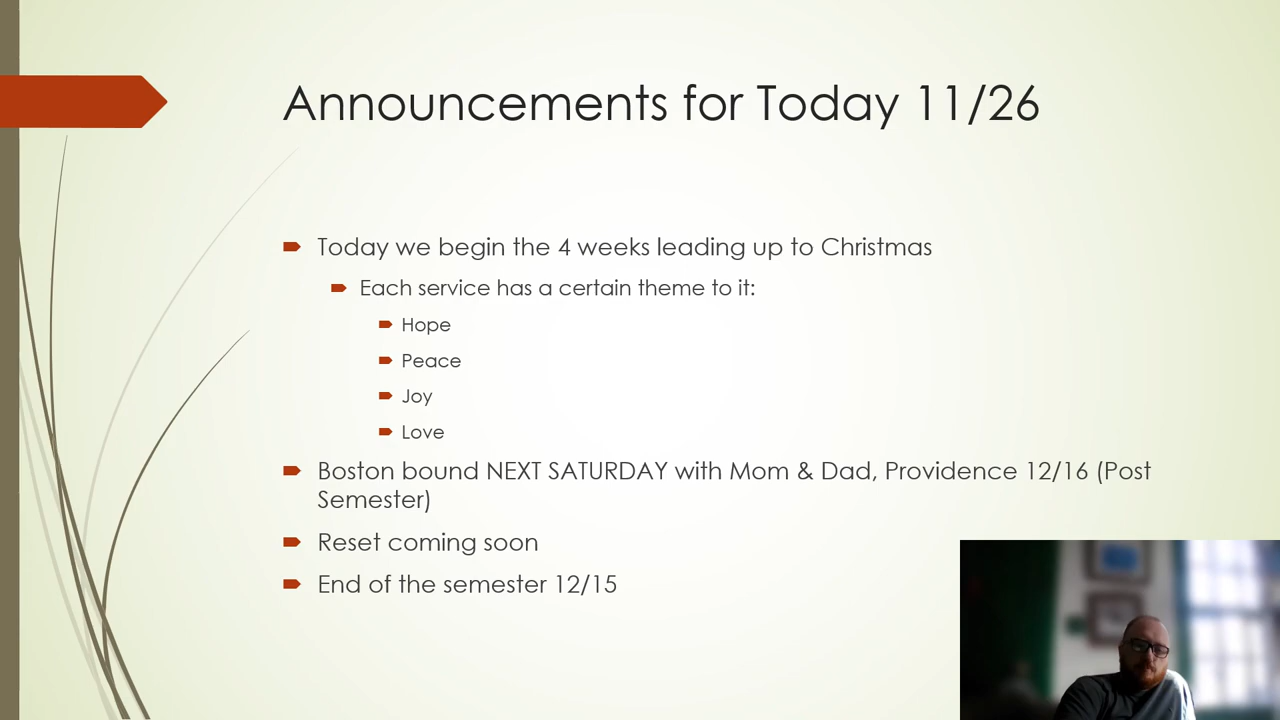 Announcements for Today 11/26
Today we begin the 4 weeks leading up to Christmas
Each service has a certain theme to it:
Hope
Peace
Joy
Love
Boston bound NEXT SATURDAY with Mom & Dad, Providence 12/16 (Post
Semester)
Reset coming soon
End of the semester 12/15